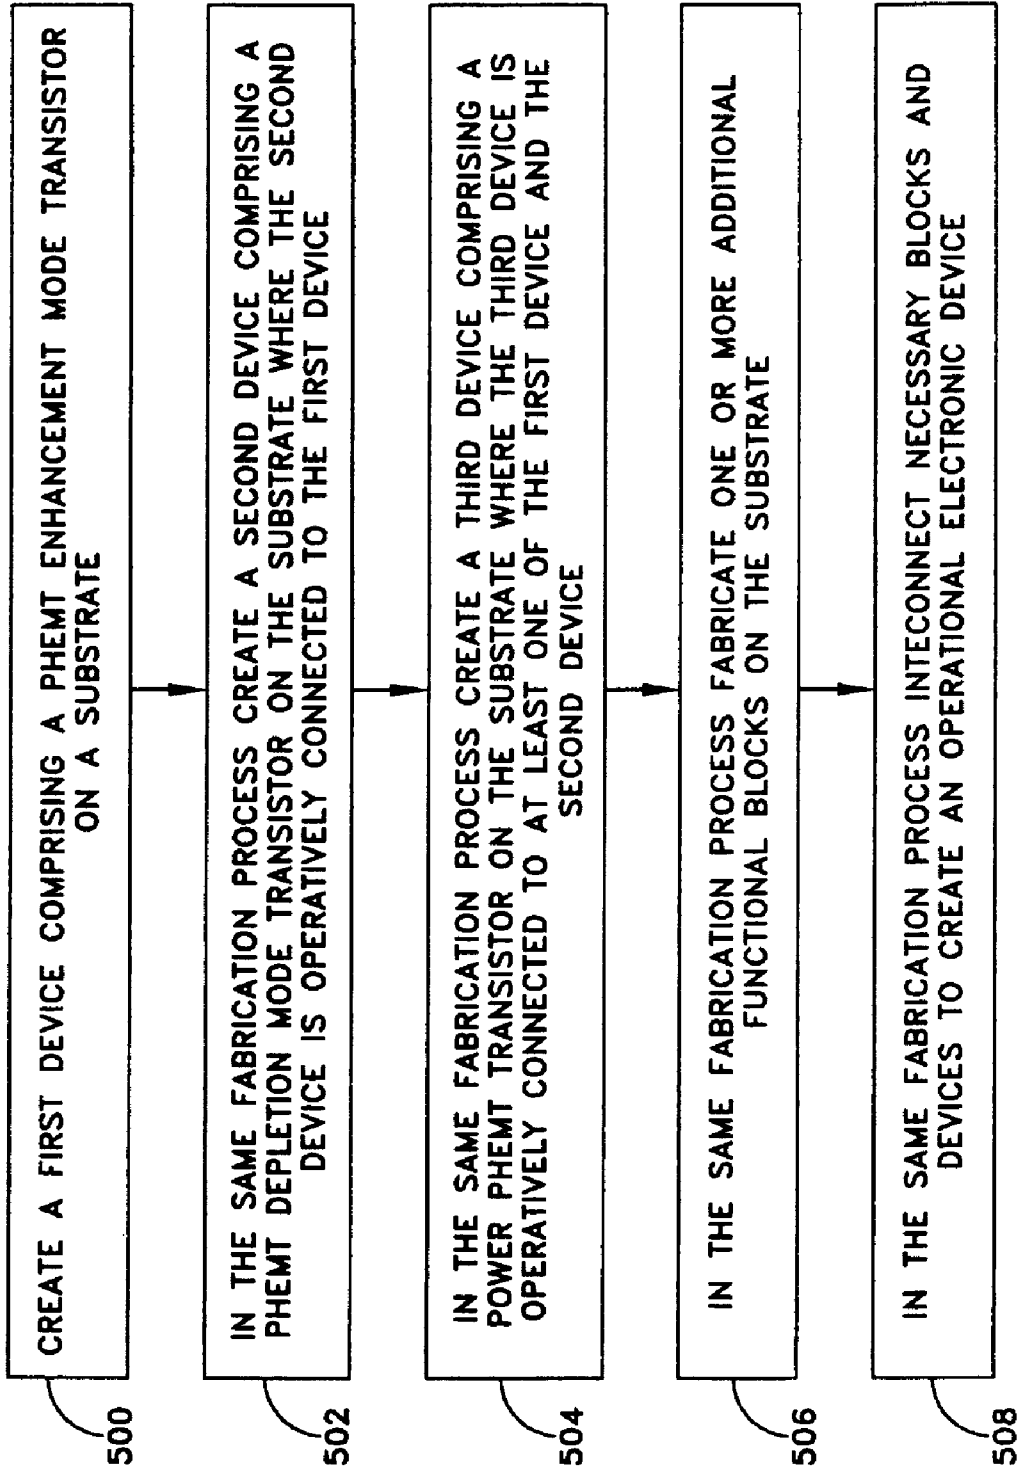 CREATE A FIRST DEVICE COMPRISING A PHEMT ENHANCEMENT MODE TRANSISTOR
ON A SUBSTRATE
500
IN THE SAME FABRICATION PROCESS CREATE A SECOND DEVICE COMPRISING A
PHEMT DEPLETION MODE TRANSISTOR ON THE SUBSTRATE WHERE THE SECOND
DEVICE IS OPERATIVELY CONNECTED TO THE FIRST DEVICE
502
IN THE SAME FABRICATION PROCESS CREATE A THIRD DEVICE COMPRISING A
POWER PHEMT TRANSISTOR ON THE SUBSTRATE WHERE THE THIRD DEVICE IS
OPERATIVELY CONNECTED TO AT LEAST ONE OF THE FIRST DEVICE AND THE
SECOND DEVICE
504
IN THE SAME FABRICATION PROCESS FABRICATE ONE OR MORE ADDITIONAL
FUNCTIONAL BLOCKS ON THE SUBSTRATE
506
IN THE SAME FABRICATION PROCESS INTECONNECT NECESSARY BLOCKS AND
DEVICES TO CREATE AN OPERATIONAL ELECTRONIC DEVICE
508